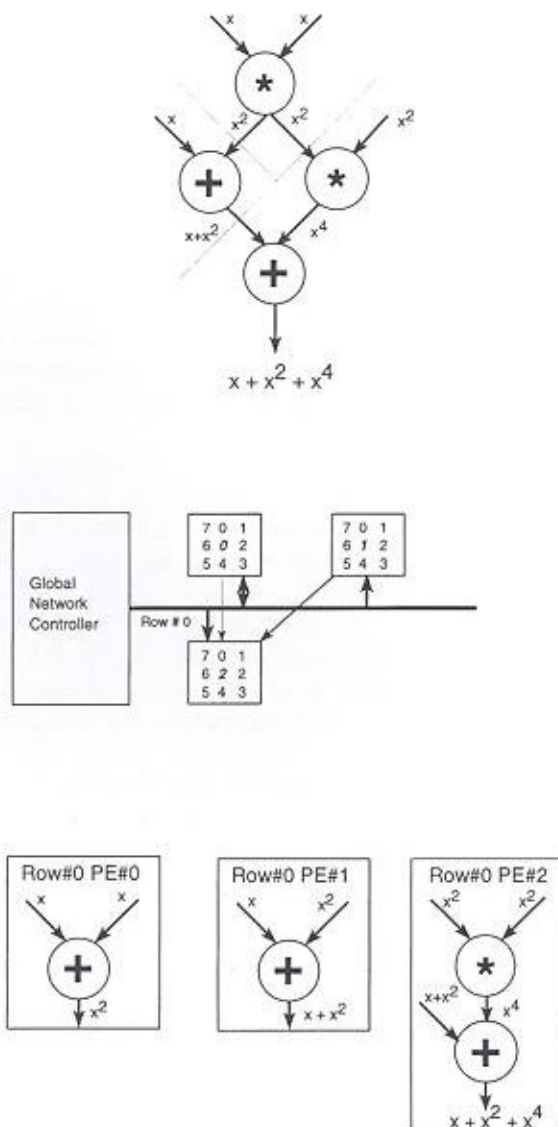 x x
*
x x² x² x²
+ *
x+x² x⁴
+
x + x² + x⁴
7 0 1 7 0 1
6 0 2 6 1 2
5 4 3 5 4 3
Global
Network
Controller
Row # 0
7 0 1
6 2 2
5 4 3
Row#0 PE#0 Row#0 PE#1 Row#0 PE#2
x x x x² x² x²
+ + *
x² x + x² x+x² x⁴
+
x + x² + x⁴